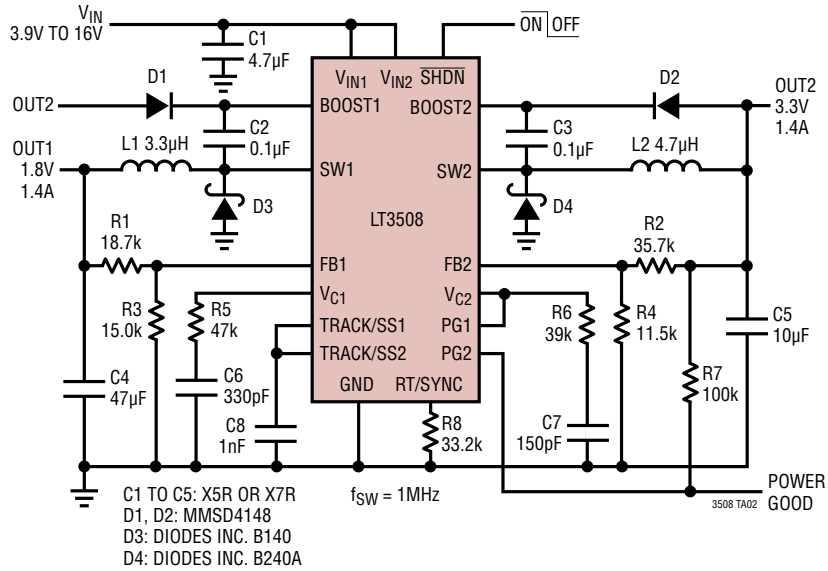 VIN
3.9V TO 16V
C1
4.7µF
ON OFF
VIN1 VIN2 SHDN
D1
OUT2
BOOST1
BOOST2
D2
OUT2
3.3V
1.4A
C2
0.1µF
C3
0.1µF
OUT1
1.8V
1.4A
L1 3.3µH
L2 4.7µH
SW1
SW2
D3
D4
LT3508
R1
18.7k
R2
35.7k
FB1
FB2
VC1
VC2
R3
15.0k
R5
47k
R6
39k
R4
11.5k
C5
10µF
TRACK/SS1
TRACK/SS2
PG1
PG2
R7
100k
C4
47µF
C6
330pF
GND
RT/SYNC
C8
1nF
R8
33.2k
C7
150pF
C1 TO C5: X5R OR X7R
D1, D2: MMSD4148
D3: DIODES INC. B140
D4: DIODES INC. B240A
fSW = 1MHz
3508 TA02
POWER
GOOD